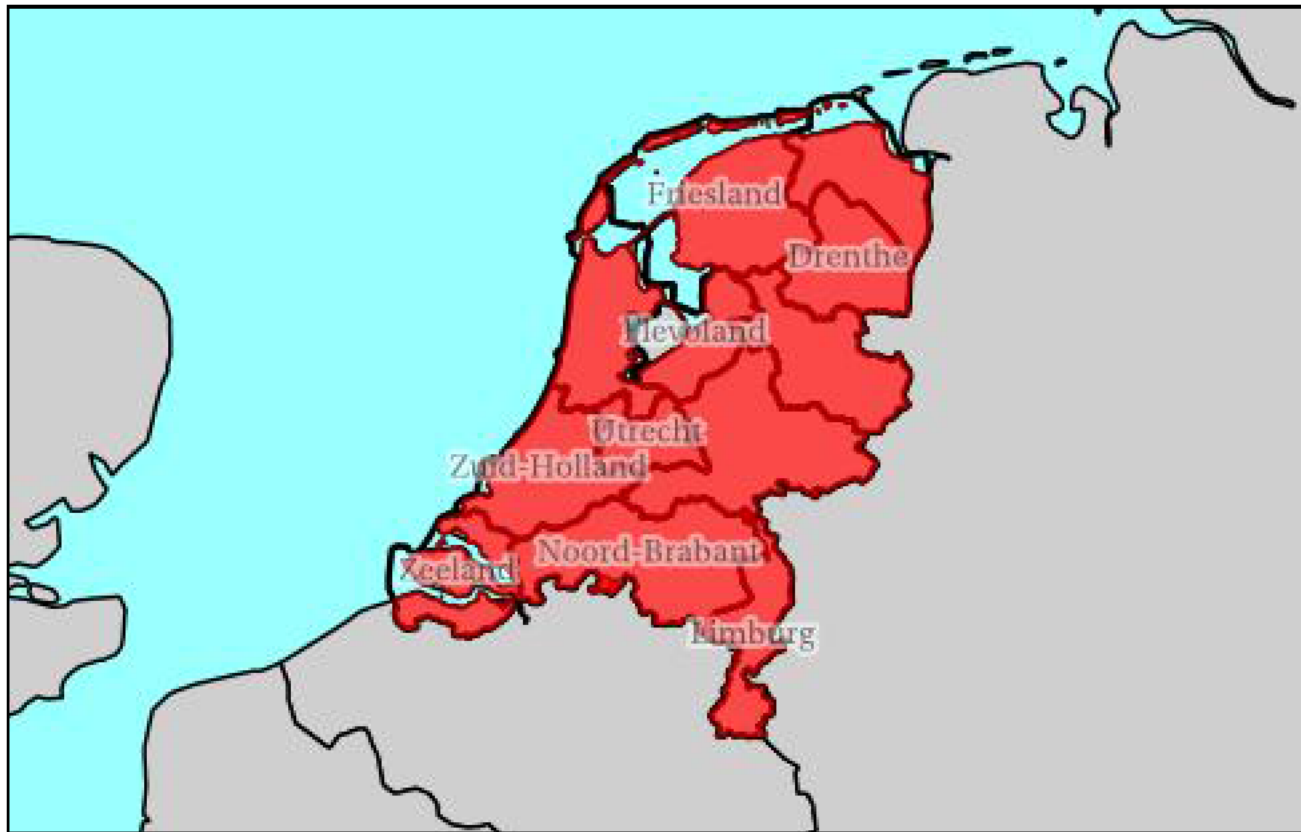 Friesland
Drenthe
Flevoland
Utrecht
Zuid-Holland
Noord-Brabant
Zeeland
Limburg